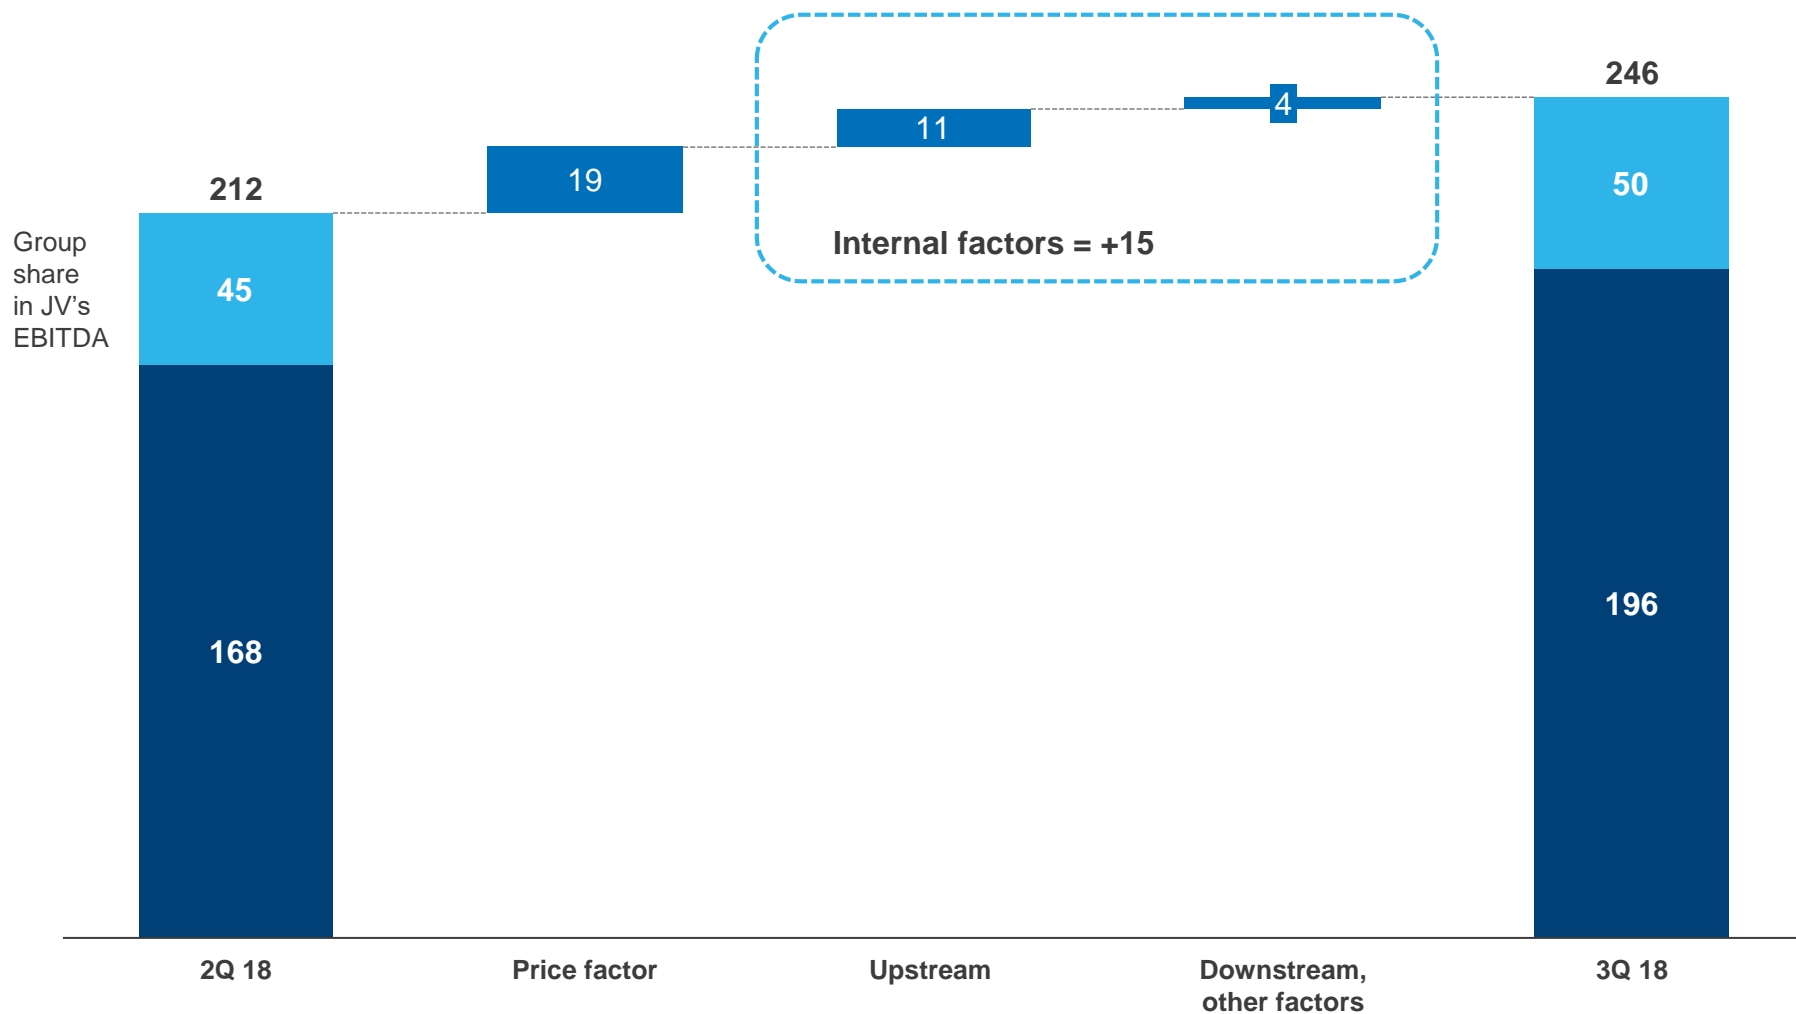 246
4
11
19
212
50
Group
share
in JV’s
EBITDA
Internal factors = +15
45
196
168
2Q 18
Price factor
Upstream
Downstream,
other factors
3Q 18